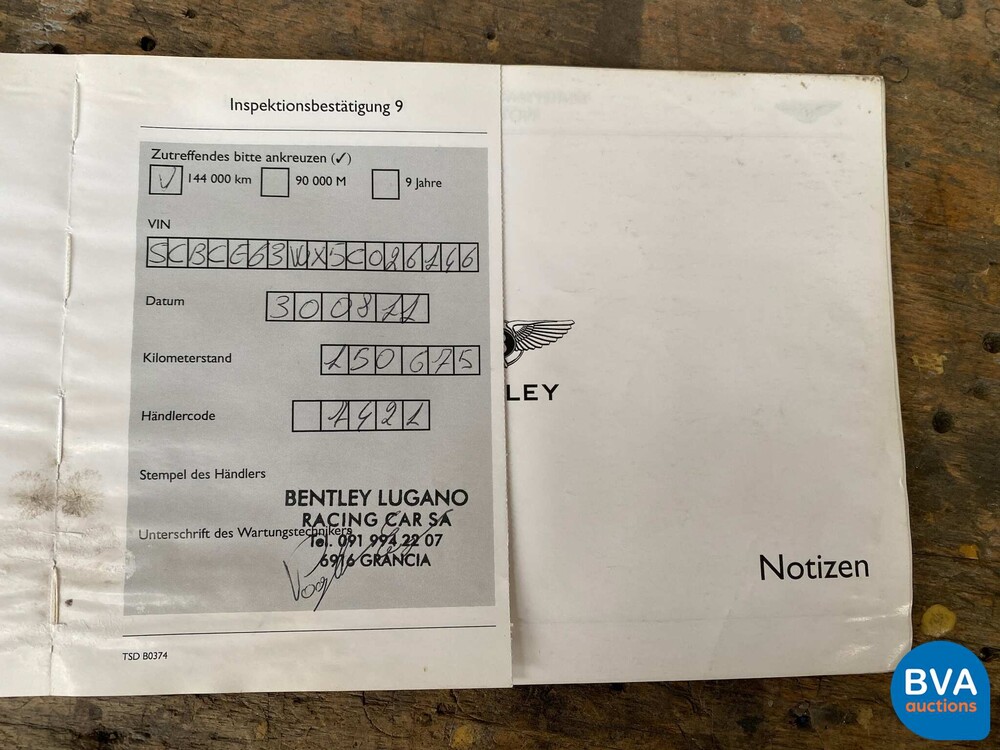 Inspektionsbestätigung 9
Zutreffendes bitte ankreuzen (✓)
✓ 144 000 km 90 000 M 9 Jahre
VIN
SCBCE63WX5C026146
Datum 300811
Kilometerstand 150675
Händlercode 1421
Stempel des Händlers
BENTLEY LUGANO
RACING CAR SA
Unterschrift des Wartungstechnikers
Tel. 091 994 22 07
6916 GRANCIA
TSD B0374
LEY
Notizen
BVA
auctions